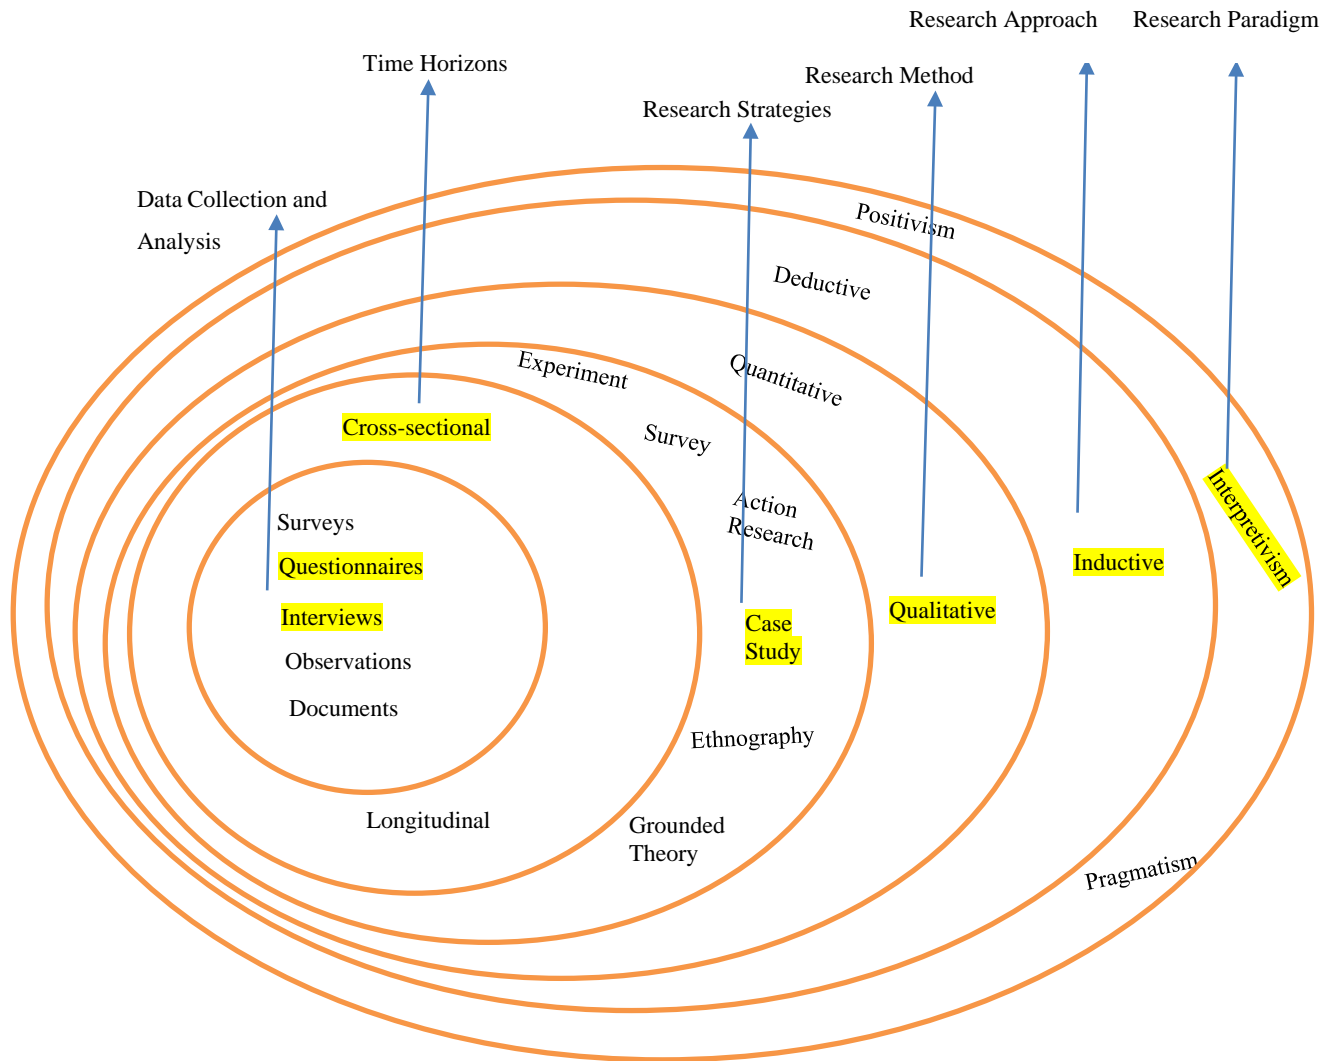 Research Approach
Research Paradigm
Time Horizons
Research Method
Research Strategies
Data Collection and
Analysis
Positivism
Deductive
Experiment
Quantitative
Cross-sectional
Survey
Interpretivism
Action
Research
Surveys
Questionnaires
Inductive
Interviews
Case
Study
Qualitative
Observations
Documents
Ethnography
Longitudinal
Grounded
Theory
Pragmatism